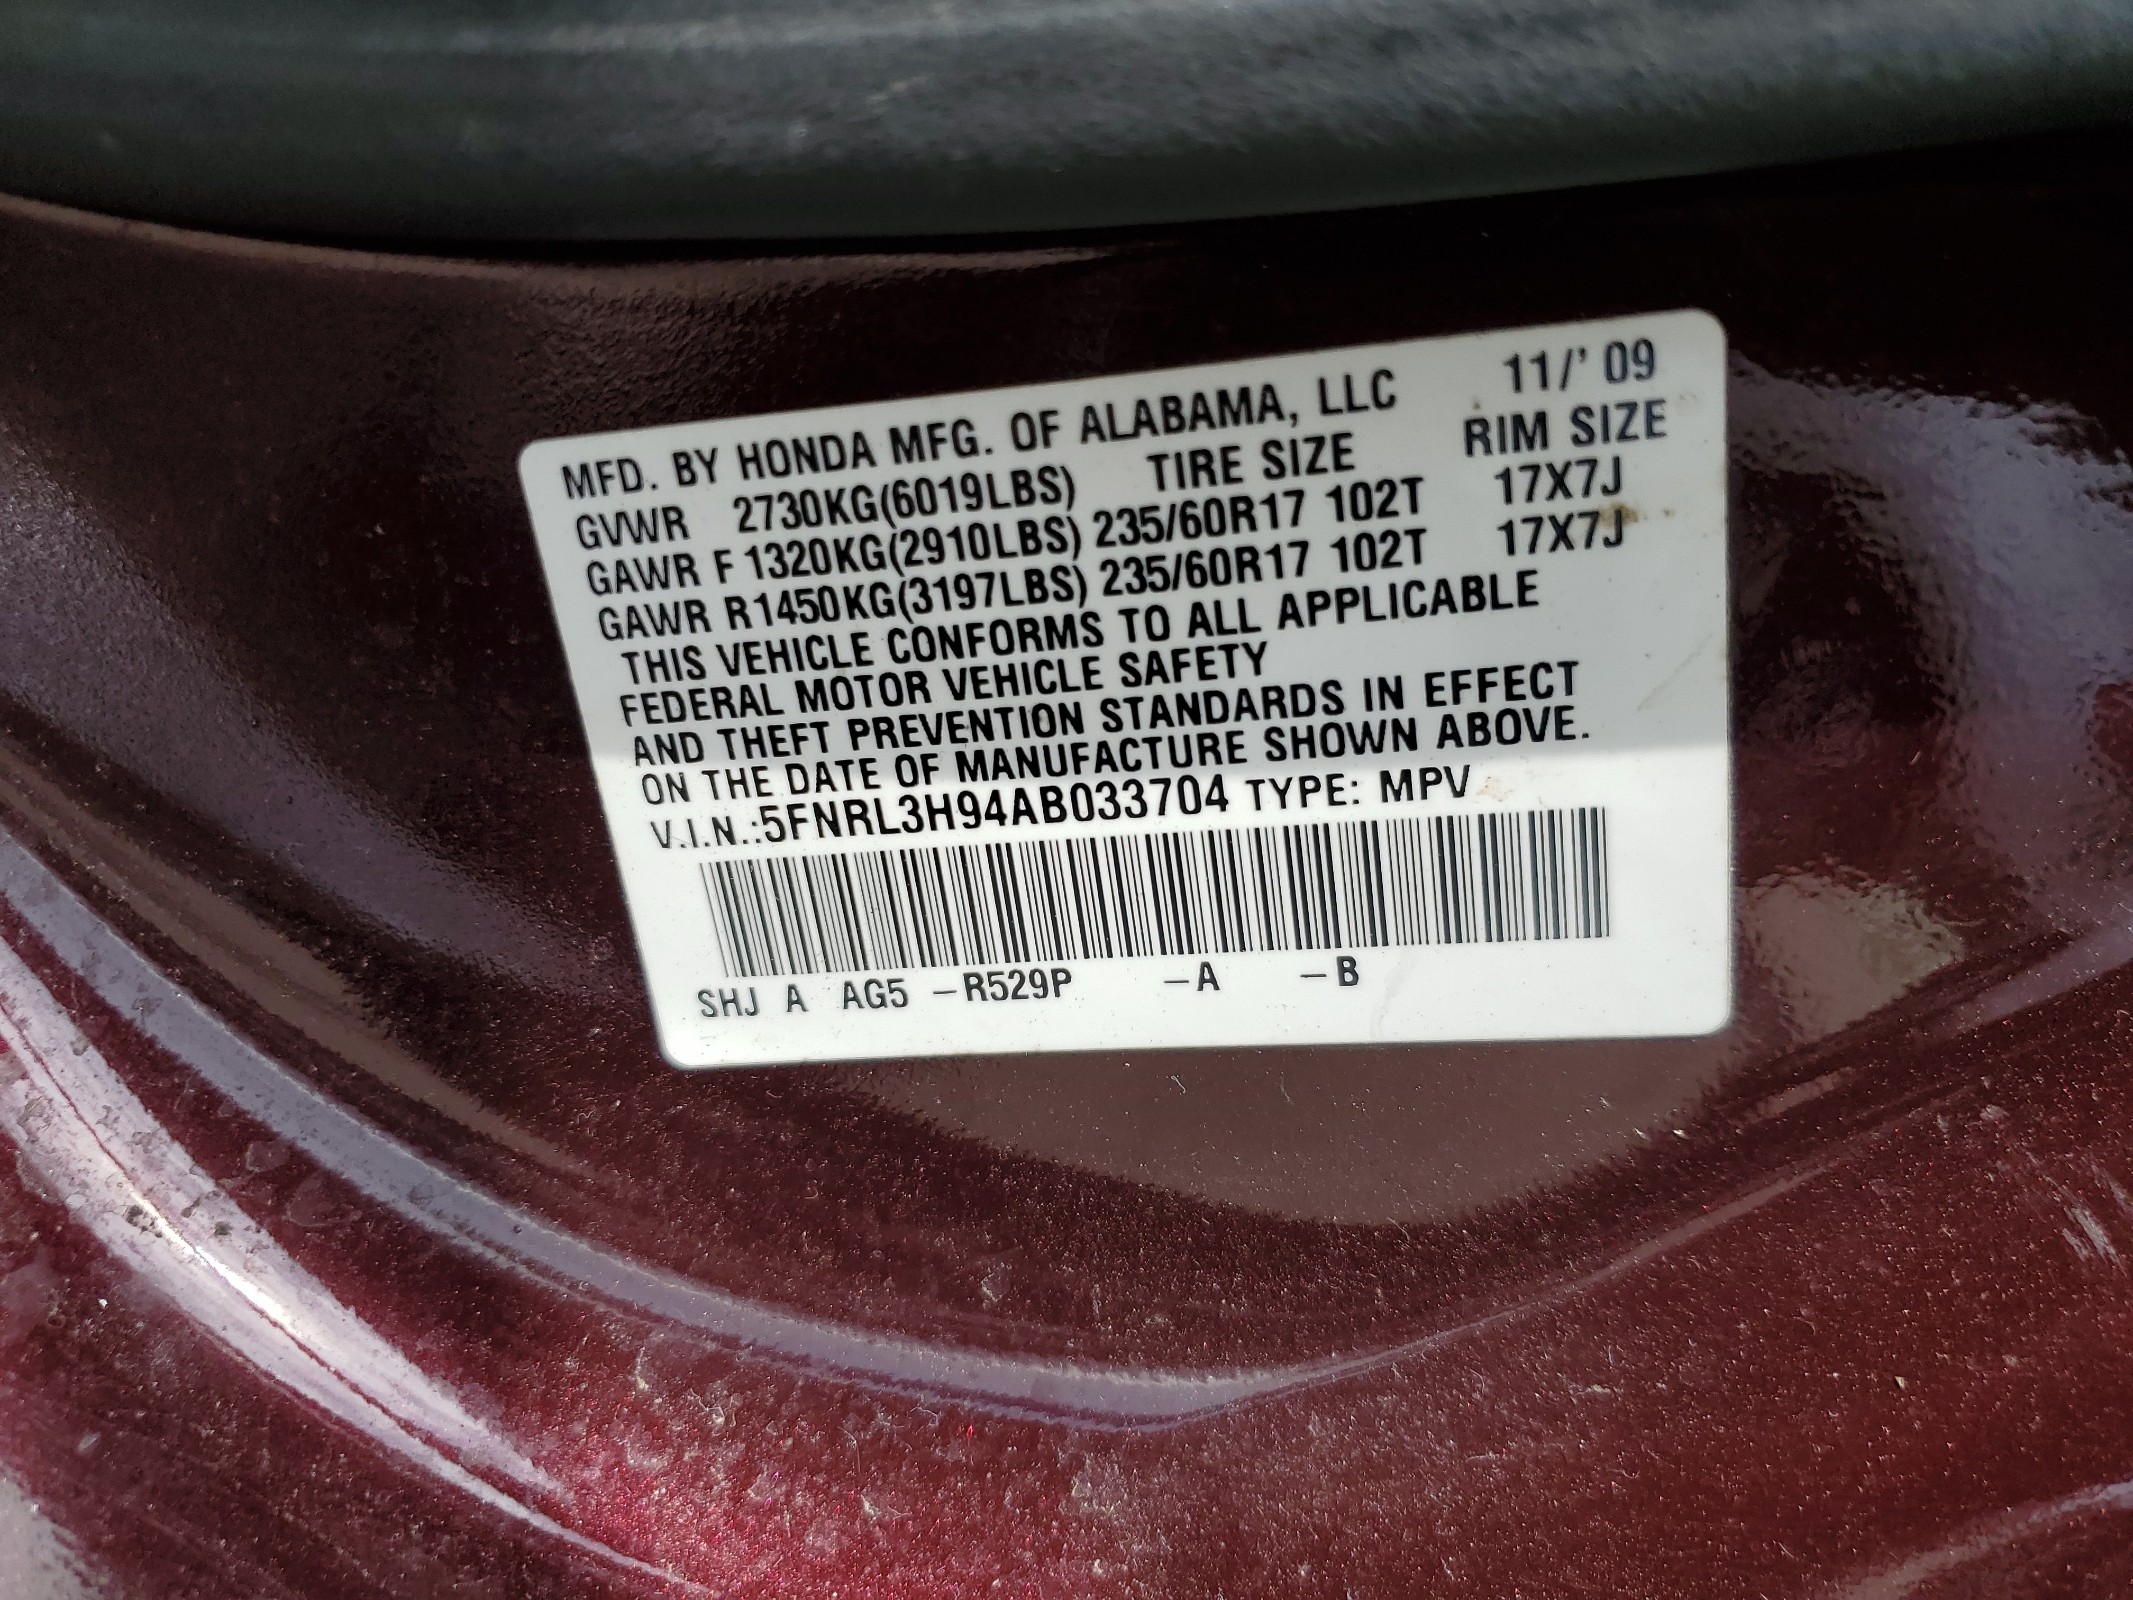 MFD. BY HONDA MFG. OF ALABAMA, LLC 11/' 09
GVWR 2730KG(6019LBS) TIRE SIZE RIM SIZE
GAWR F 1320KG(2910LBS) 235/60R17 102T 17X7J
GAWR R1450KG(3197LBS) 235/60R17 102T 17X7J
THIS VEHICLE CONFORMS TO ALL APPLICABLE
FEDERAL MOTOR VEHICLE SAFETY
AND THEFT PREVENTION STANDARDS IN EFFECT
ON THE DATE OF MANUFACTURE SHOWN ABOVE.
V.I.N.:5FNRL3H94AB033704 TYPE: MPV
SHJ A AG5 -R529P -A -B